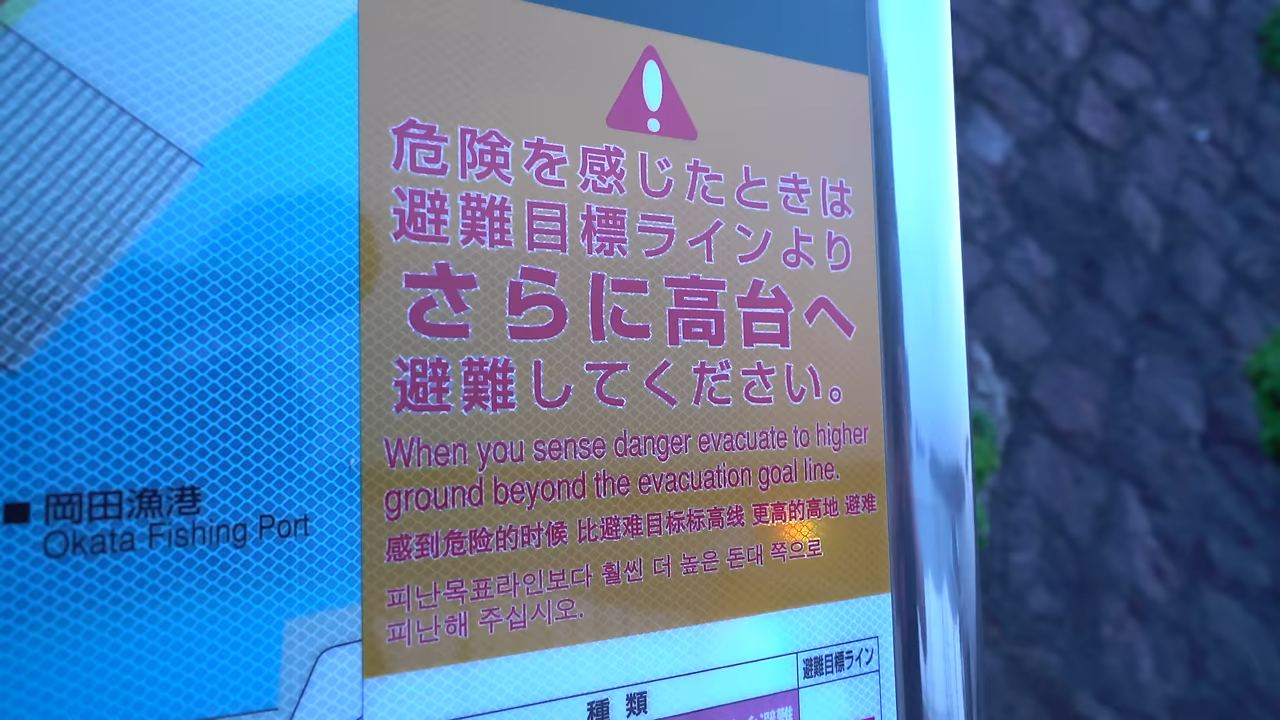 危険を感じたときは
避難目標ラインより
さらに高台へ
避難してください。
When you sense danger evacuate to higher
ground beyond the evacuation goal line.
感到危险的时候 比避难目标标高线 更高的高地 避难
피난목표라인보다 훨씬 더 높은 돈대 쪽으로
피난해 주십시오.
■ 岡田漁港
Okata Fishing Port
避難目標ライン
種 類